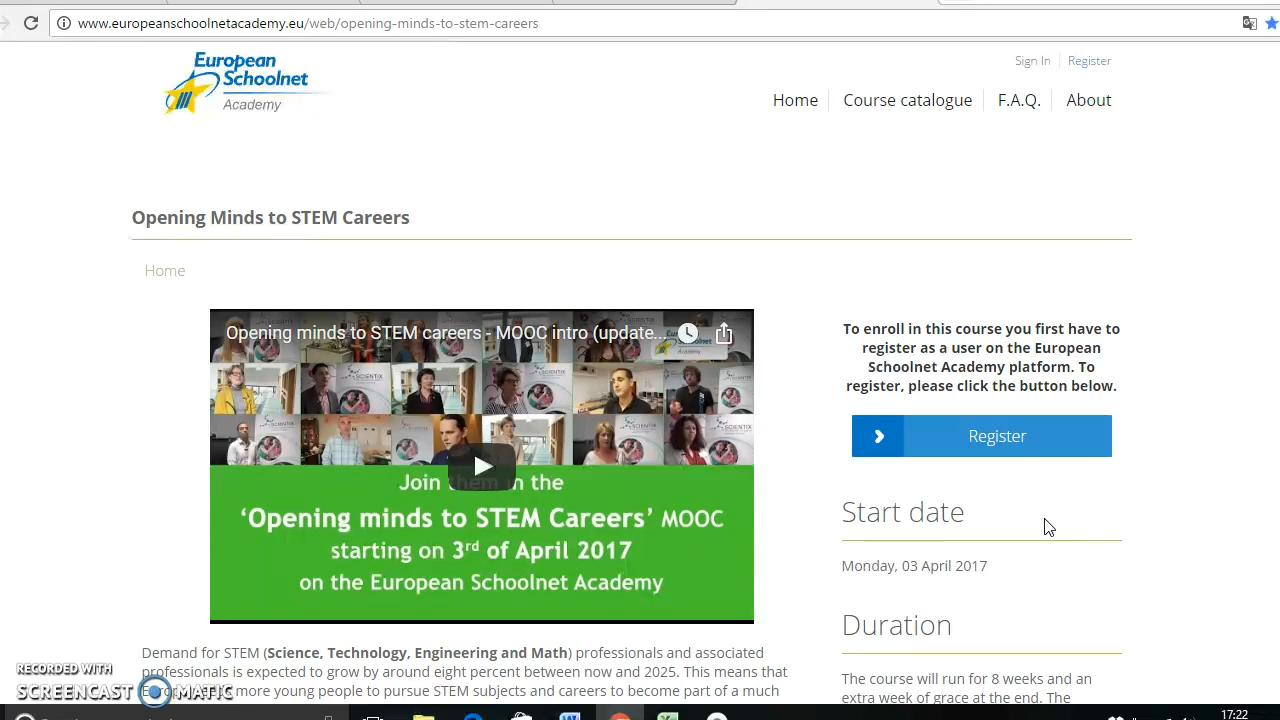 www.europeanschoolnetacademy.eu/web/opening-minds-to-stem-careers
European
Schoolnet
Academy
Sign In
Register
Home
Course catalogue
F.A.Q.
About
Opening Minds to STEM Careers
Home
Opening minds to STEM careers - MOOC intro (update...
Join them in the
‘Opening minds to STEM Careers’ MOOC
starting on 3rd of April 2017
on the European Schoolnet Academy
To enroll in this course you first have to
register as a user on the European
Schoolnet Academy platform. To
register, please click the button below.
Register
Start date
Monday, 03 April 2017
Duration
The course will run for 8 weeks and an
extra week of grace at the end. The
Demand for STEM (Science, Technology, Engineering and Math) professionals and associated
professionals is expected to grow by around eight percent between now and 2025. This means that
more young people to pursue STEM subjects and careers to become part of a much
RECORDED WITH
SCREENCAST MATIC
17:22